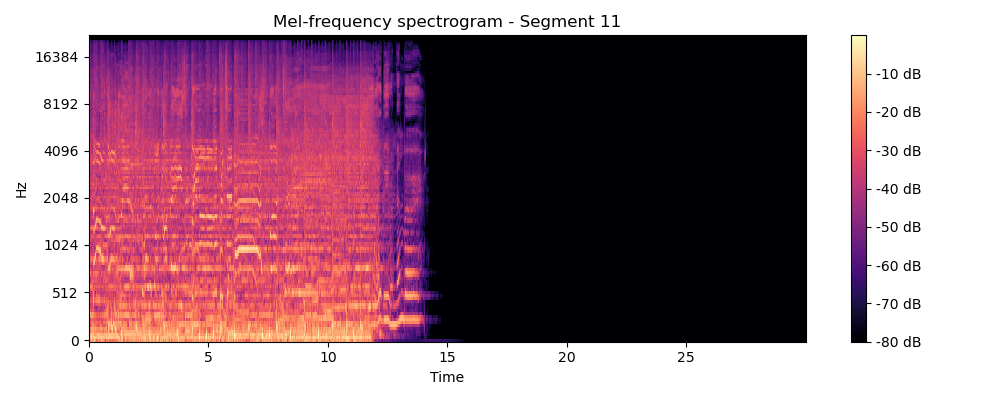 Mel-frequency spectrogram - Segment 11
16384
8192
4096
2048
1024
512
0
Hz
0 5 10 15 20 25
Time
-10 dB
-20 dB
-30 dB
-40 dB
-50 dB
-60 dB
-70 dB
-80 dB